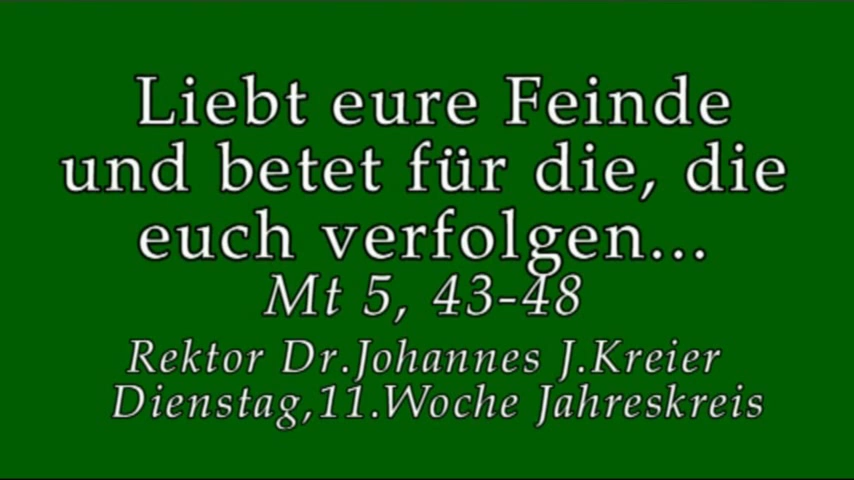 Liebt eure Feinde
und betet für die, die
euch verfolgen...
Mt 5, 43-48
Rektor Dr.Johannes J.Kreier
Dienstag,11.Woche Jahreskreis